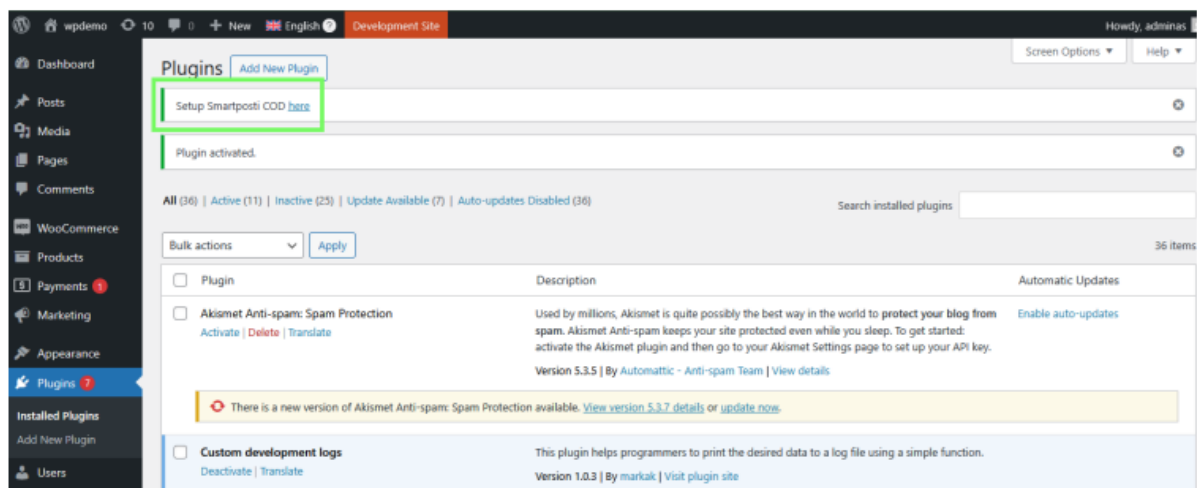 wpdemo 10 0 + New English Development Site Howdy, adminas
Screen Options Help
Dashboard
Posts
Media
Pages
Comments
WooCommerce
Products
Payments 1
Marketing
Appearance
Plugins 7
Installed Plugins
Add New Plugin
Users
Plugins Add New Plugin
Setup Smartposti COD here
Plugin activated.
All (36) | Active (11) | Inactive (25) | Update Available (7) | Auto-updates Disabled (36)
Search installed plugins
Bulk actions Apply
36 items
Plugin Description Automatic Updates
Akismet Anti-spam: Spam Protection
Activate | Delete | Translate
Used by millions, Akismet is quite possibly the best way in the world to protect your blog from
spam. Akismet Anti-spam keeps your site protected even while you sleep. To get started:
activate the Akismet plugin and then go to your Akismet Settings page to set up your API key.
Version 5.3.5 | By Automattic - Anti-spam Team | View details
Enable auto-updates
There is a new version of Akismet Anti-spam: Spam Protection available. View version 5.3.7 details or update now.
Custom development logs
Deactivate | Translate
This plugin helps programmers to print the desired data to a log file using a simple function.
Version 1.0.3 | By markak | Visit plugin site